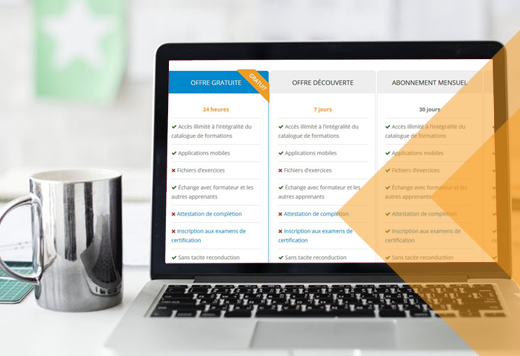 OFFRE GRATUITE
GRATUIT
24 heures
✔ Accès illimité à l'intégralité du
catalogue de formations
✔ Applications mobiles
✖ Fichiers d'exercices
✔ Échange avec formateur et les
autres apprenants
✖ Attestation de complétion
✖ Inscription aux examens de
certification
✔ Sans tacite reconduction
OFFRE DÉCOUVERTE
7 jours
✔ Accès illimité à l'intégralité du
catalogue de formations
✔ Applications mobiles
✖ Fichiers d'exercices
✔ Échange avec formateur et les
autres apprenants
✖ Attestation de complétion
✖ Inscription aux examens de
certification
✔ Sans tacite reconduction
ABONNEMENT MENSUEL
30 jours
✔ Accès illimité à l'intégralité du
catalogue de formations
✔ Applications mobiles
✔ Fichiers d'exercices
✔ Échange avec formateur et les
autres apprenants
✔ Attestation de complétion
✔ Inscription aux examens de
certification
✔ Sans tacite reconduction